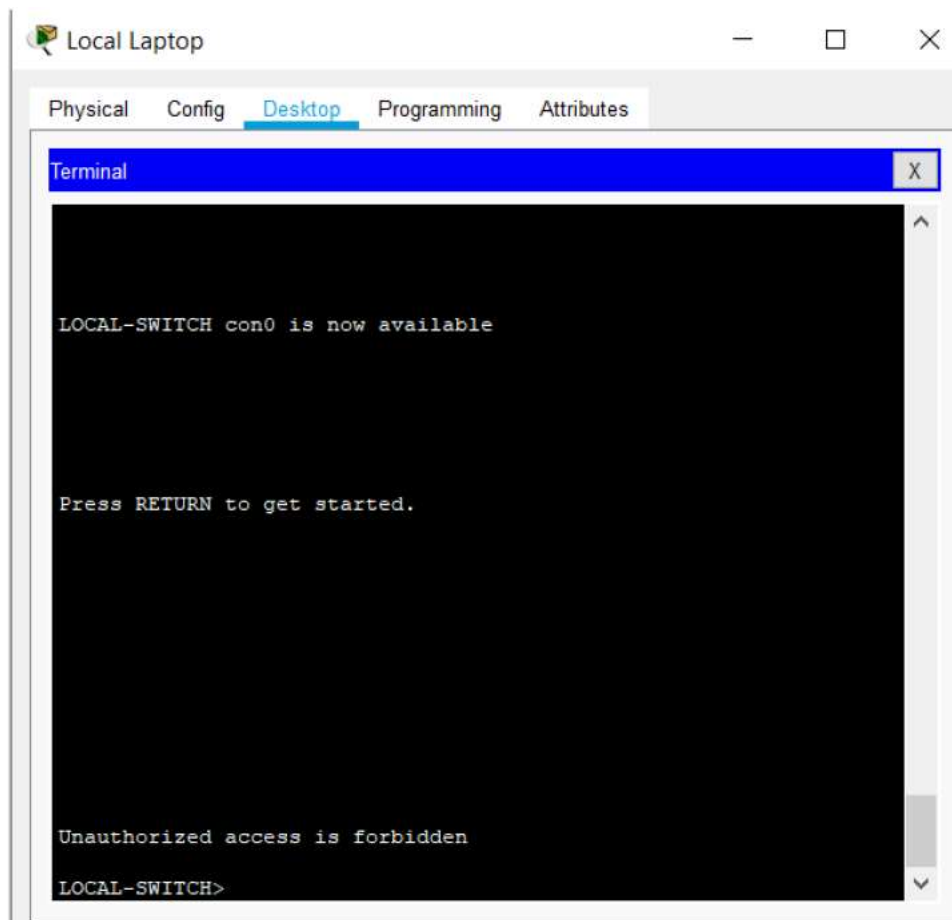 Local Laptop
Physical Config Desktop Programming Attributes
Terminal X
LOCAL-SWITCH con0 is now available
Press RETURN to get started.
Unauthorized access is forbidden
LOCAL-SWITCH>